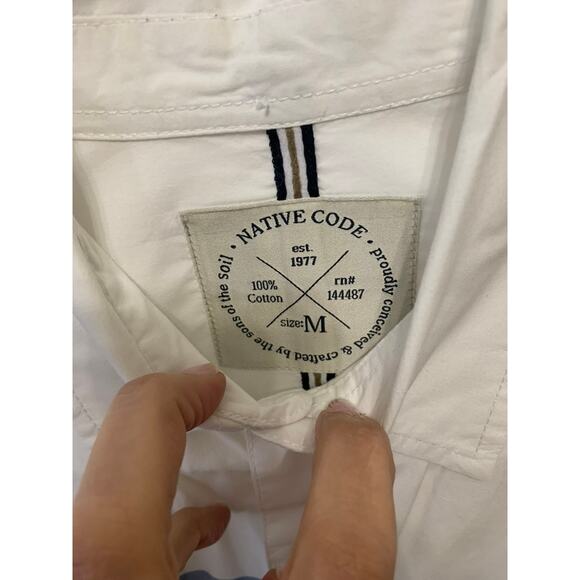 • NATIVE CODE •
proudly conceived & crafted by the sons of the soil
est.
1977
100%
Cotton
rn#
144487
size: M